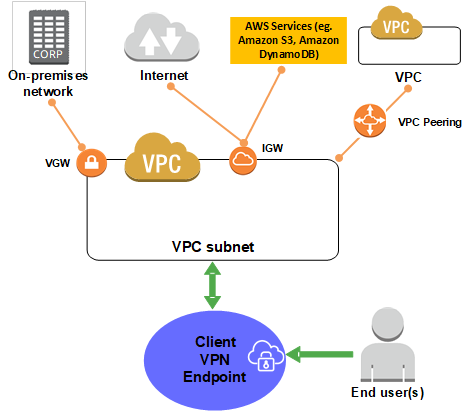 CORP
On-premises
network
Internet
AWS Services (eg.
Amazon S3, Amazon
DynamoDB)
VPC
VPC
VPC Peering
VGW
VPC
IGW
VPC subnet
Client
VPN
Endpoint
End user(s)